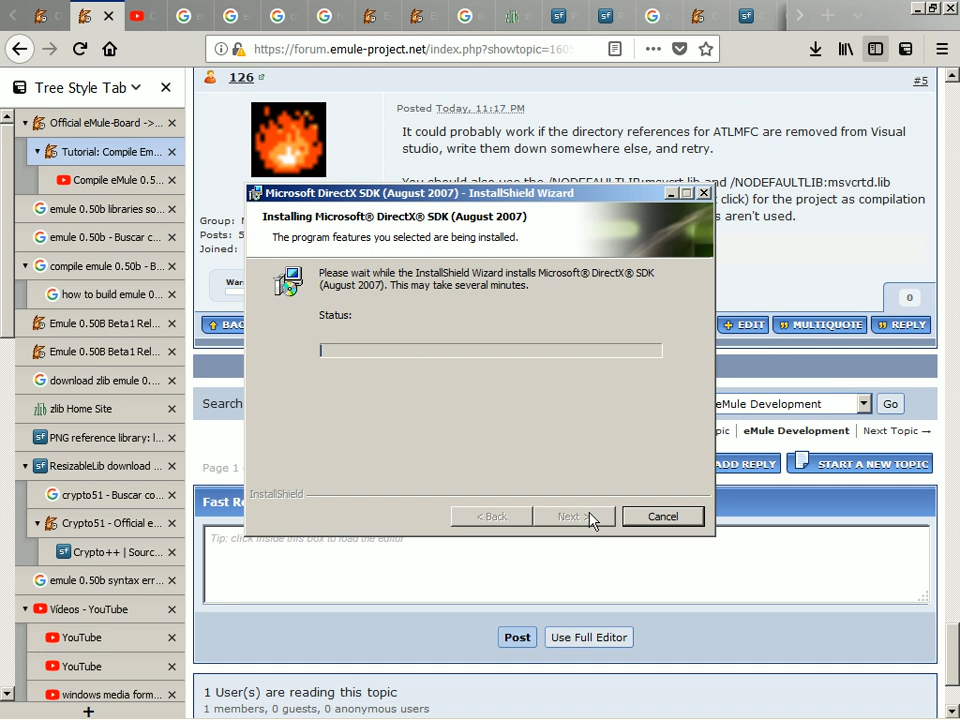 https://forum.emule-project.net/index.php?showtopic=1605
Tree Style Tab
Official eMule-Board ->...
Tutorial: Compile Em...
Compile eMule 0.5...
emule 0.50b libraries so...
emule 0.50b - Buscar c...
compile emule 0.50b - B...
how to build emule 0...
Emule 0.50B Beta1 Rel...
Emule 0.50B Beta1 Rel...
download zlib emule 0....
zlib Home Site
PNG reference library: l...
ResizableLib download ...
crypto51 - Buscar co...
Crypto51 - Official e...
Crypto++ | Sourc...
emule 0.50b syntax err...
Vídeos - YouTube
YouTube
YouTube
windows media form...
126
#5
Posted Today, 11:17 PM
It could probably work if the directory references for ATLMFC are removed from Visual
studio, write them down somewhere else, and retry.
You should also use the /NODEFAULTLIB:msvcrt.lib and /NODEFAULTLIB:msvcrtd.lib
click) for the project as compilation
s aren't used.
Group: M
Posts: 5
Joined:
War
0
BAC
EDIT
MULTIQUOTE
REPLY
Microsoft DirectX SDK (August 2007) - InstallShield Wizard
Installing Microsoft® DirectX® SDK (August 2007)
The program features you selected are being installed.
Please wait while the InstallShield Wizard installs Microsoft® DirectX® SDK
(August 2007). This may take several minutes.
Status:
InstallShield
< Back
Next >
Cancel
Search
eMule Development
Go
pic
eMule Development
Next Topic →
Page 1
ADD REPLY
START A NEW TOPIC
Fast Re
Tip: click inside this box to load the editor
Post
Use Full Editor
1 User(s) are reading this topic
1 members, 0 guests, 0 anonymous users